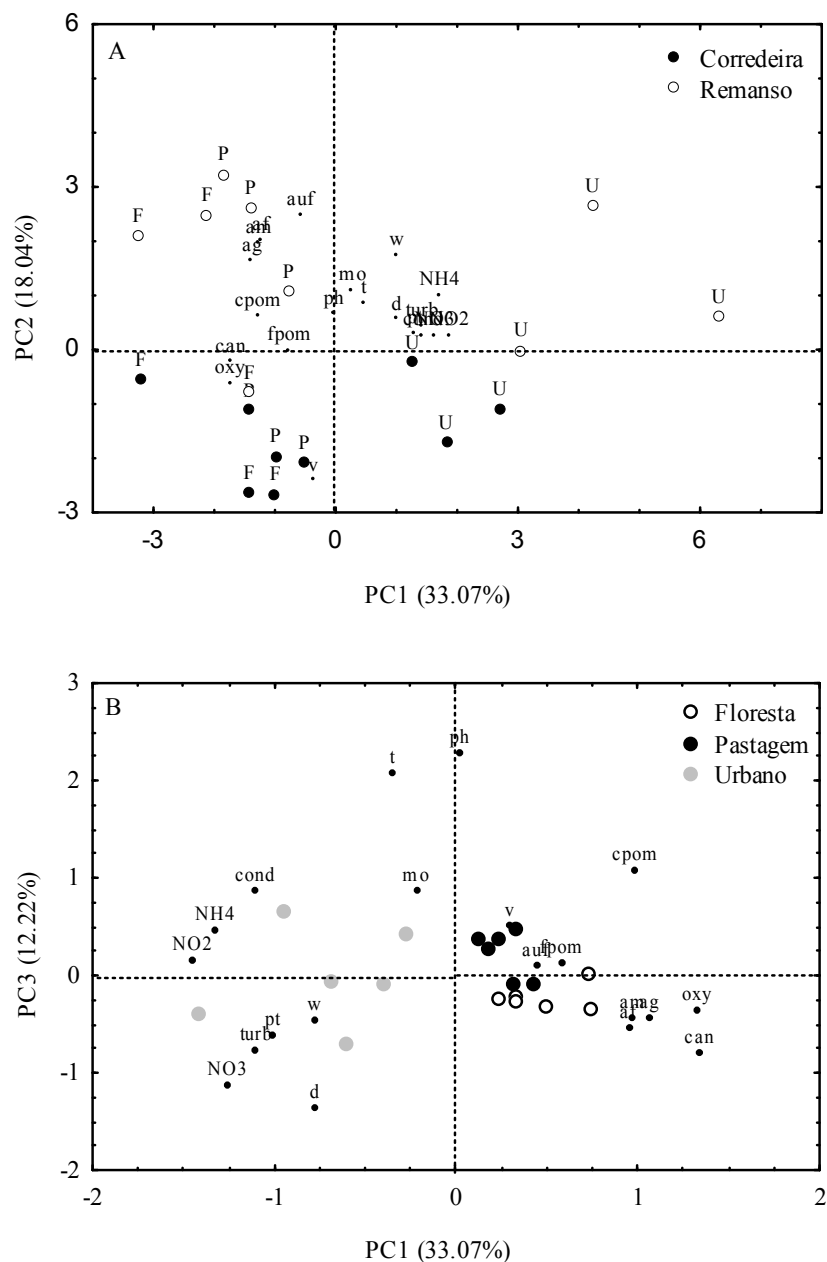 6
A
Corredeira
Remanso
P
F
P
F
auf
U
af
am
ag
P
w
mo
t
NH4
cpom
ph
d
turb
NO2
3
fpom
U
U
0
can
oxy
F
F
U
U
U
P
P
v
F
F
-3
-3
0
3
6
PC2 (18.04%)
PC1 (33.07%)
3
B
Floresta
Pastagem
Urbano
ph
t
2
cpom
cond
mo
1
NH4
v
NO2
auf
fpom
0
w
am
ag
oxy
af
pt
turb
can
NO3
d
-1
-2
-2
-1
0
1
2
PC3 (12.22%)
PC1 (33.07%)